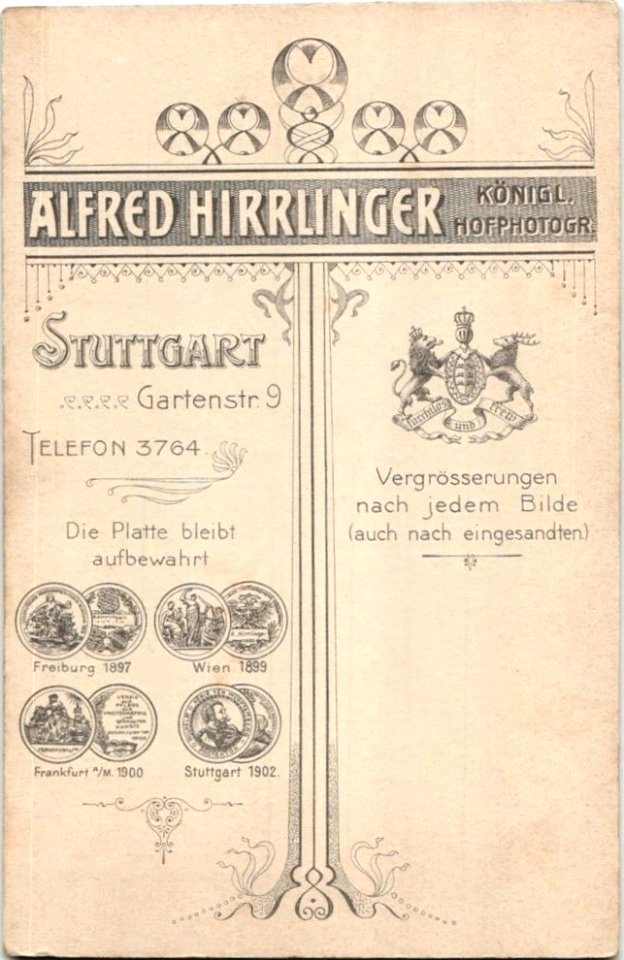 ALFRED HIRRLINGER
KÖNIGL.
HOFPHOTOGR.
STUTTGART
Gartenstr. 9
TELEFON 3764.
Die Platte bleibt
aufbewahrt
Freiburg 1897
Wien 1899
Frankfurt A/M. 1900
Stuttgart 1902.
furchtlos
und
trew
Vergrösserungen
nach jedem Bilde
(auch nach eingesandten)